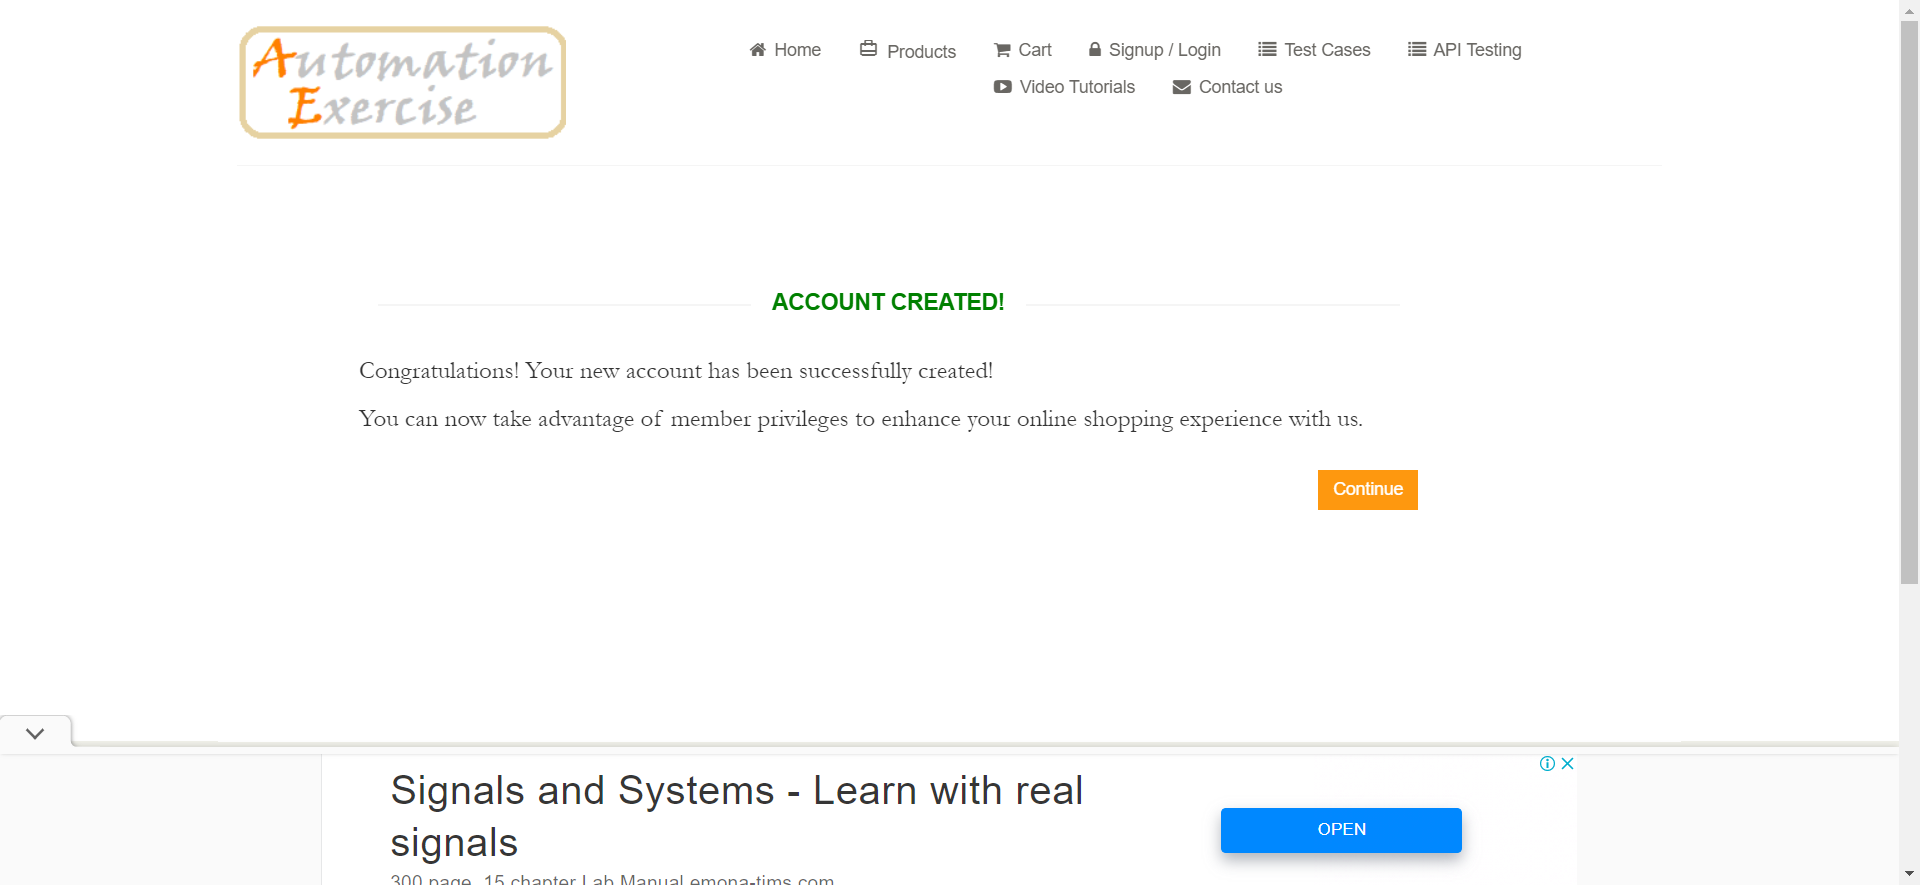 Automation
Exercise
Home
Products
Cart
Signup / Login
Test Cases
API Testing
Video Tutorials
Contact us
ACCOUNT CREATED!
Congratulations! Your new account has been successfully created!
You can now take advantage of member privileges to enhance your online shopping experience with us.
Continue
Signals and Systems - Learn with real
signals
OPEN
300 page, 15 chapter Lab Manual emona-tims.com